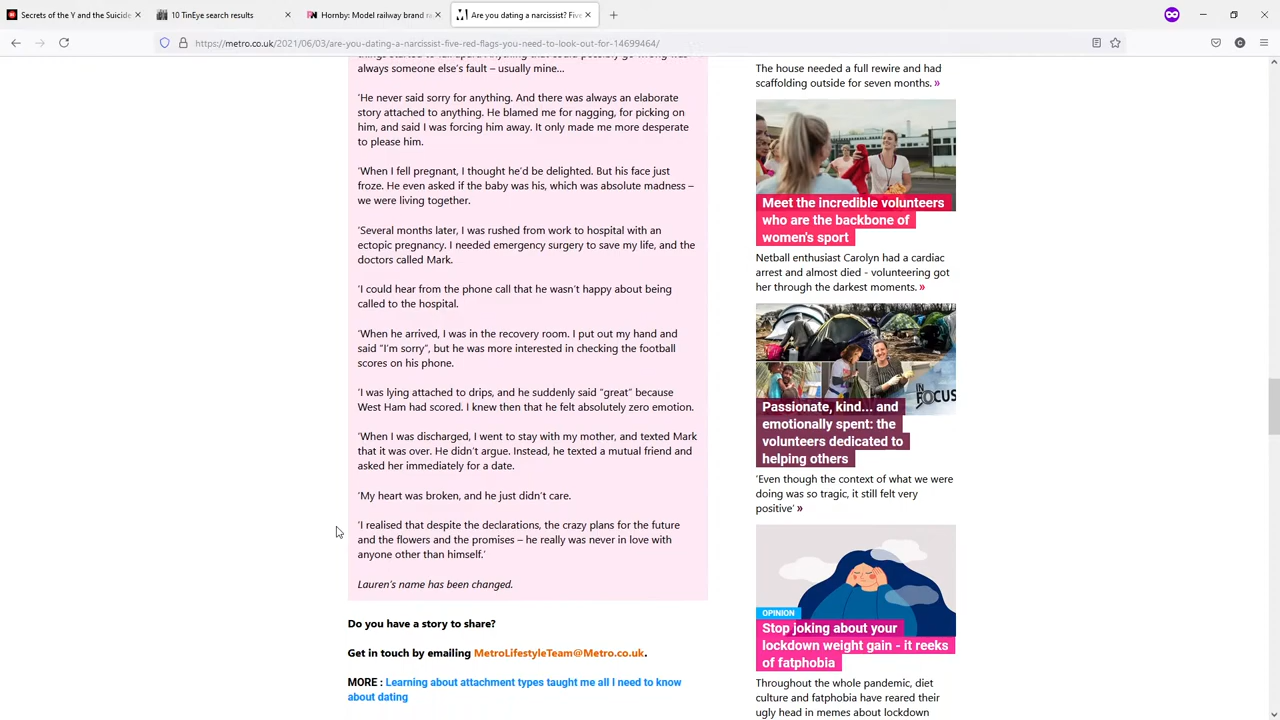 Secrets of the Y and the Suicide
10 TinEye search results
Hornby: Model railway brand ra
Are you dating a narcissist? Five
https://metro.co.uk/2021/06/03/are-you-dating-a-narcissist-five-red-flags-you-need-to-look-out-for-14699464/
always someone else's fault – usually mine...
'He never said sorry for anything. And there was always an elaborate
story attached to anything. He blamed me for nagging, for picking on
him, and said I was forcing him away. It only made me more desperate
to please him.
'When I fell pregnant, I thought he'd be delighted. But his face just
froze. He even asked if the baby was his, which was absolute madness –
we were living together.
'Several months later, I was rushed from work to hospital with an
ectopic pregnancy. I needed emergency surgery to save my life, and the
doctors called Mark.
'I could hear from the phone call that he wasn't happy about being
called to the hospital.
'When he arrived, I was in the recovery room. I put out my hand and
said "I'm sorry", but he was more interested in checking the football
scores on his phone.
'I was lying attached to drips, and he suddenly said "great" because
West Ham had scored. I knew then that he felt absolutely zero emotion.
'When I was discharged, I went to stay with my mother, and texted Mark
that it was over. He didn't argue. Instead, he texted a mutual friend and
asked her immediately for a date.
'My heart was broken, and he just didn't care.
'I realised that despite the declarations, the crazy plans for the future
and the flowers and the promises – he really was never in love with
anyone other than himself.'
Lauren's name has been changed.
Do you have a story to share?
Get in touch by emailing MetroLifestyleTeam@Metro.co.uk.
MORE : Learning about attachment types taught me all I need to know
about dating
The house needed a full rewire and had
scaffolding outside for seven months. »
Meet the incredible volunteers
who are the backbone of
women's sport
Netball enthusiast Carolyn had a cardiac
arrest and almost died - volunteering got
her through the darkest moments. »
IN
FOCUS
Passionate, kind... and
emotionally spent: the
volunteers dedicated to
helping others
'Even though the context of what we were
doing was so tragic, it still felt very
positive' »
OPINION
Stop joking about your
lockdown weight gain - it reeks
of fatphobia
Throughout the whole pandemic, diet
culture and fatphobia have reared their
ugly head in memes about lockdown